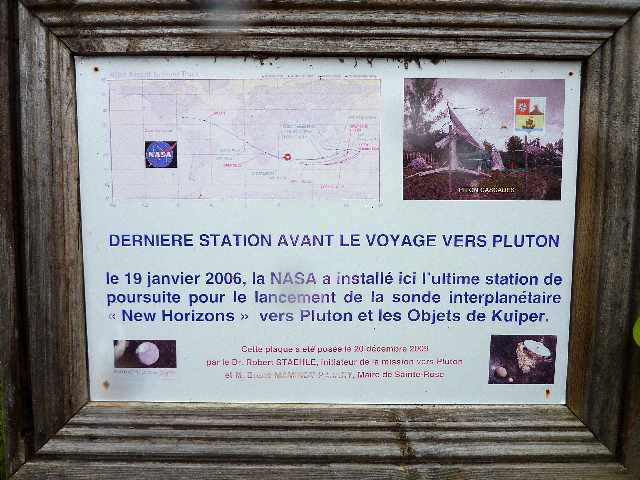 NASA
PITON CASCADES
DERNIERE STATION AVANT LE VOYAGE VERS PLUTON
le 19 janvier 2006, la NASA a installé ici l'ultime station de
poursuite pour le lancement de la sonde interplanétaire
« New Horizons » vers Pluton et les Objets de Kuiper.
Cette plaque a été posée le 20 décembre 2009
par le Dr. Robert STAEHLE, initiateur de la mission vers Pluton
et M. Maire de Sainte-Rose